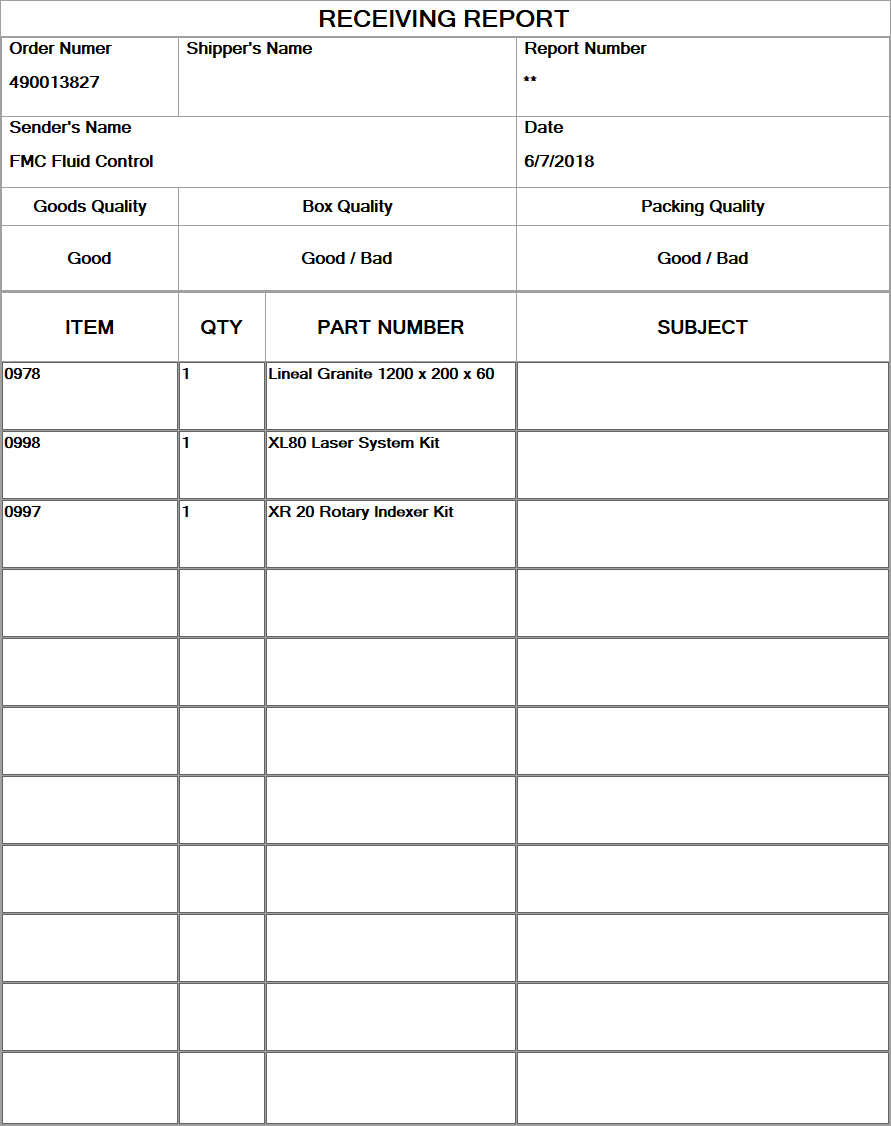 RECEIVING REPORT
Order Numer Shipper's Name Report Number
490013827 **
Sender's Name Date
FMC Fluid Control 6/7/2018
Goods Quality Box Quality Packing Quality
Good Good / Bad Good / Bad
ITEM QTY PART NUMBER SUBJECT
0978 1 Lineal Granite 1200 x 200 x 60
0998 1 XL80 Laser System Kit
0997 1 XR 20 Rotary Indexer Kit